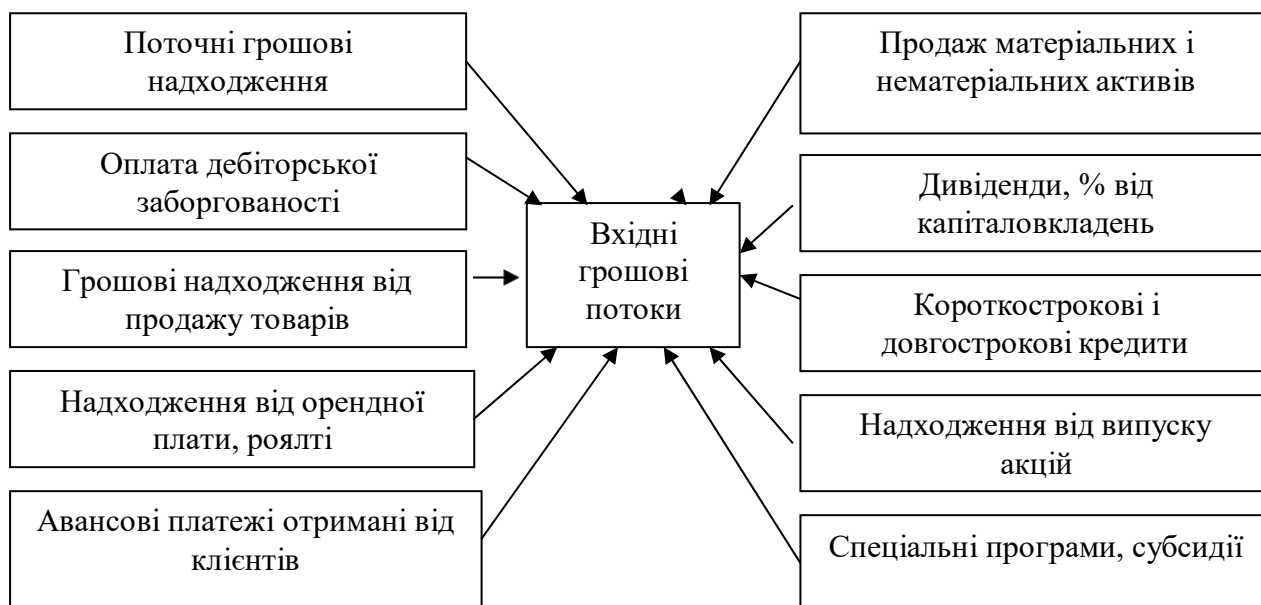 Поточні грошові
надходження
Оплата дебіторської
заборгованості
Грошові надходження від
продажу товарів
Надходження від орендної
плати, роялті
Авансові платежі отримані від
клієнтів
Вхідні
грошові
потоки
Продаж матеріальних і
нематеріальних активів
Дивіденди, % від
капіталовкладень
Короткострокові і
довгострокові кредити
Надходження від випуску
акцій
Спеціальні програми, субсидії